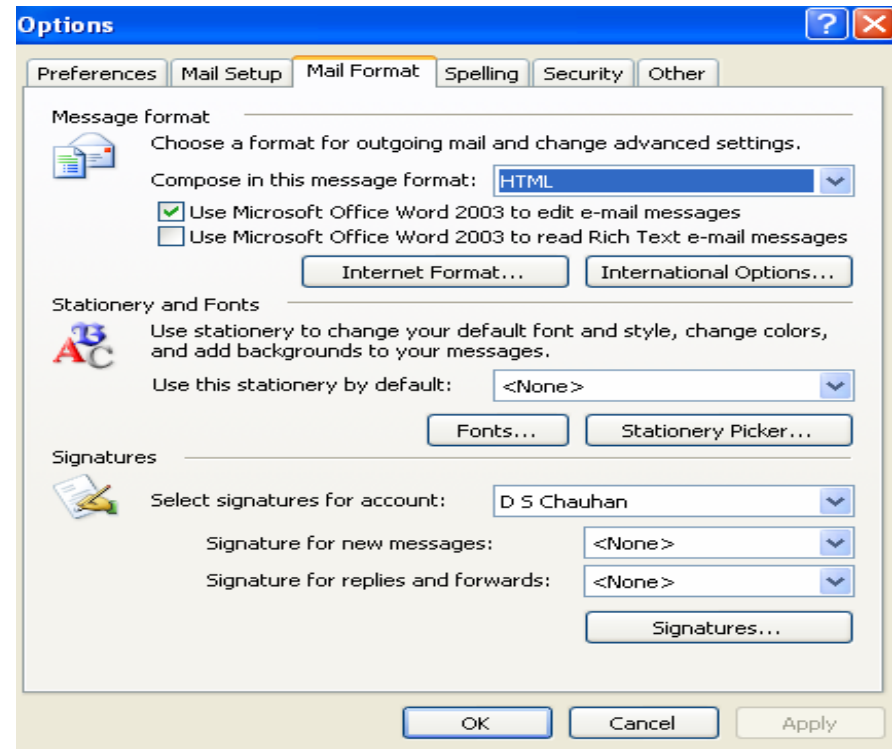 Options
Preferences Mail Setup Mail Format Spelling Security Other
Message format
Choose a format for outgoing mail and change advanced settings.
Compose in this message format: HTML
Use Microsoft Office Word 2003 to edit e-mail messages
Use Microsoft Office Word 2003 to read Rich Text e-mail messages
Internet Format... International Options...
Stationery and Fonts
Use stationery to change your default font and style, change colors,
and add backgrounds to your messages.
Use this stationery by default: <None>
Fonts... Stationery Picker...
Signatures
Select signatures for account: D S Chauhan
Signature for new messages: <None>
Signature for replies and forwards: <None>
Signatures...
OK Cancel Apply